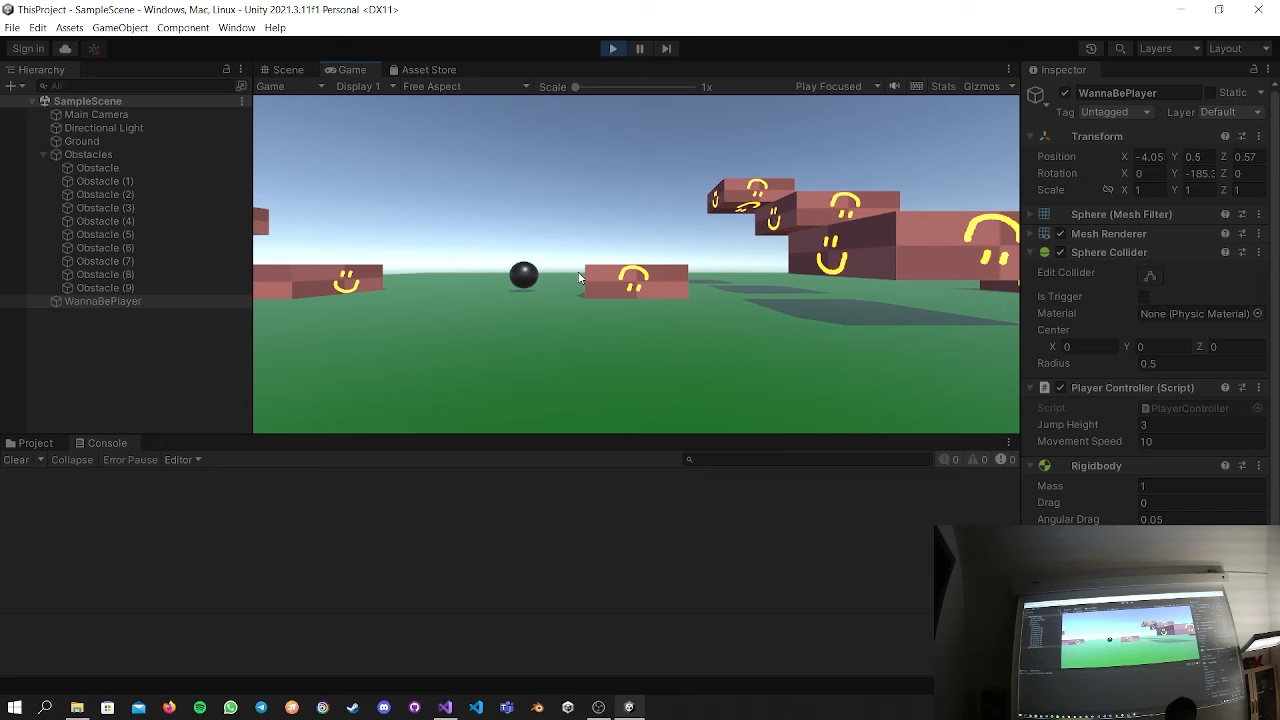 ThisProject - SampleScene - Windows, Mac, Linux - Unity 2021.3.11f1 Personal <DX11>
File Edit Assets GameObject Component Window Help
Sign in Layers Layout
Hierarchy Scene Game Asset Store Inspector
All Game Display 1 Free Aspect Scale 1x Play Focused Stats Gizmos
SampleScene
Main Camera
Directional Light
Ground
Obstacles
Obstacle
Obstacle (1)
Obstacle (2)
Obstacle (3)
Obstacle (4)
Obstacle (5)
Obstacle (6)
Obstacle (7)
Obstacle (8)
Obstacle (9)
WannaBePlayer
WannaBePlayer Static
Tag Untagged Layer Default
Transform
Position X -4.05 Y 0.5 Z 0.57
Rotation X 0 Y -185.3 Z 0
Scale X 1 Y 1 Z 1
Sphere (Mesh Filter)
Mesh Renderer
Sphere Collider
Edit Collider
Is Trigger
Material None (Physic Material)
Center
X 0 Y 0 Z 0
Radius 0.5
Player Controller (Script)
Script PlayerController
Jump Height 3
Movement Speed 10
Rigidbody
Mass 1
Drag 0
Angular Drag 0.05
Project Console
Clear Collapse Error Pause Editor 0 0 0